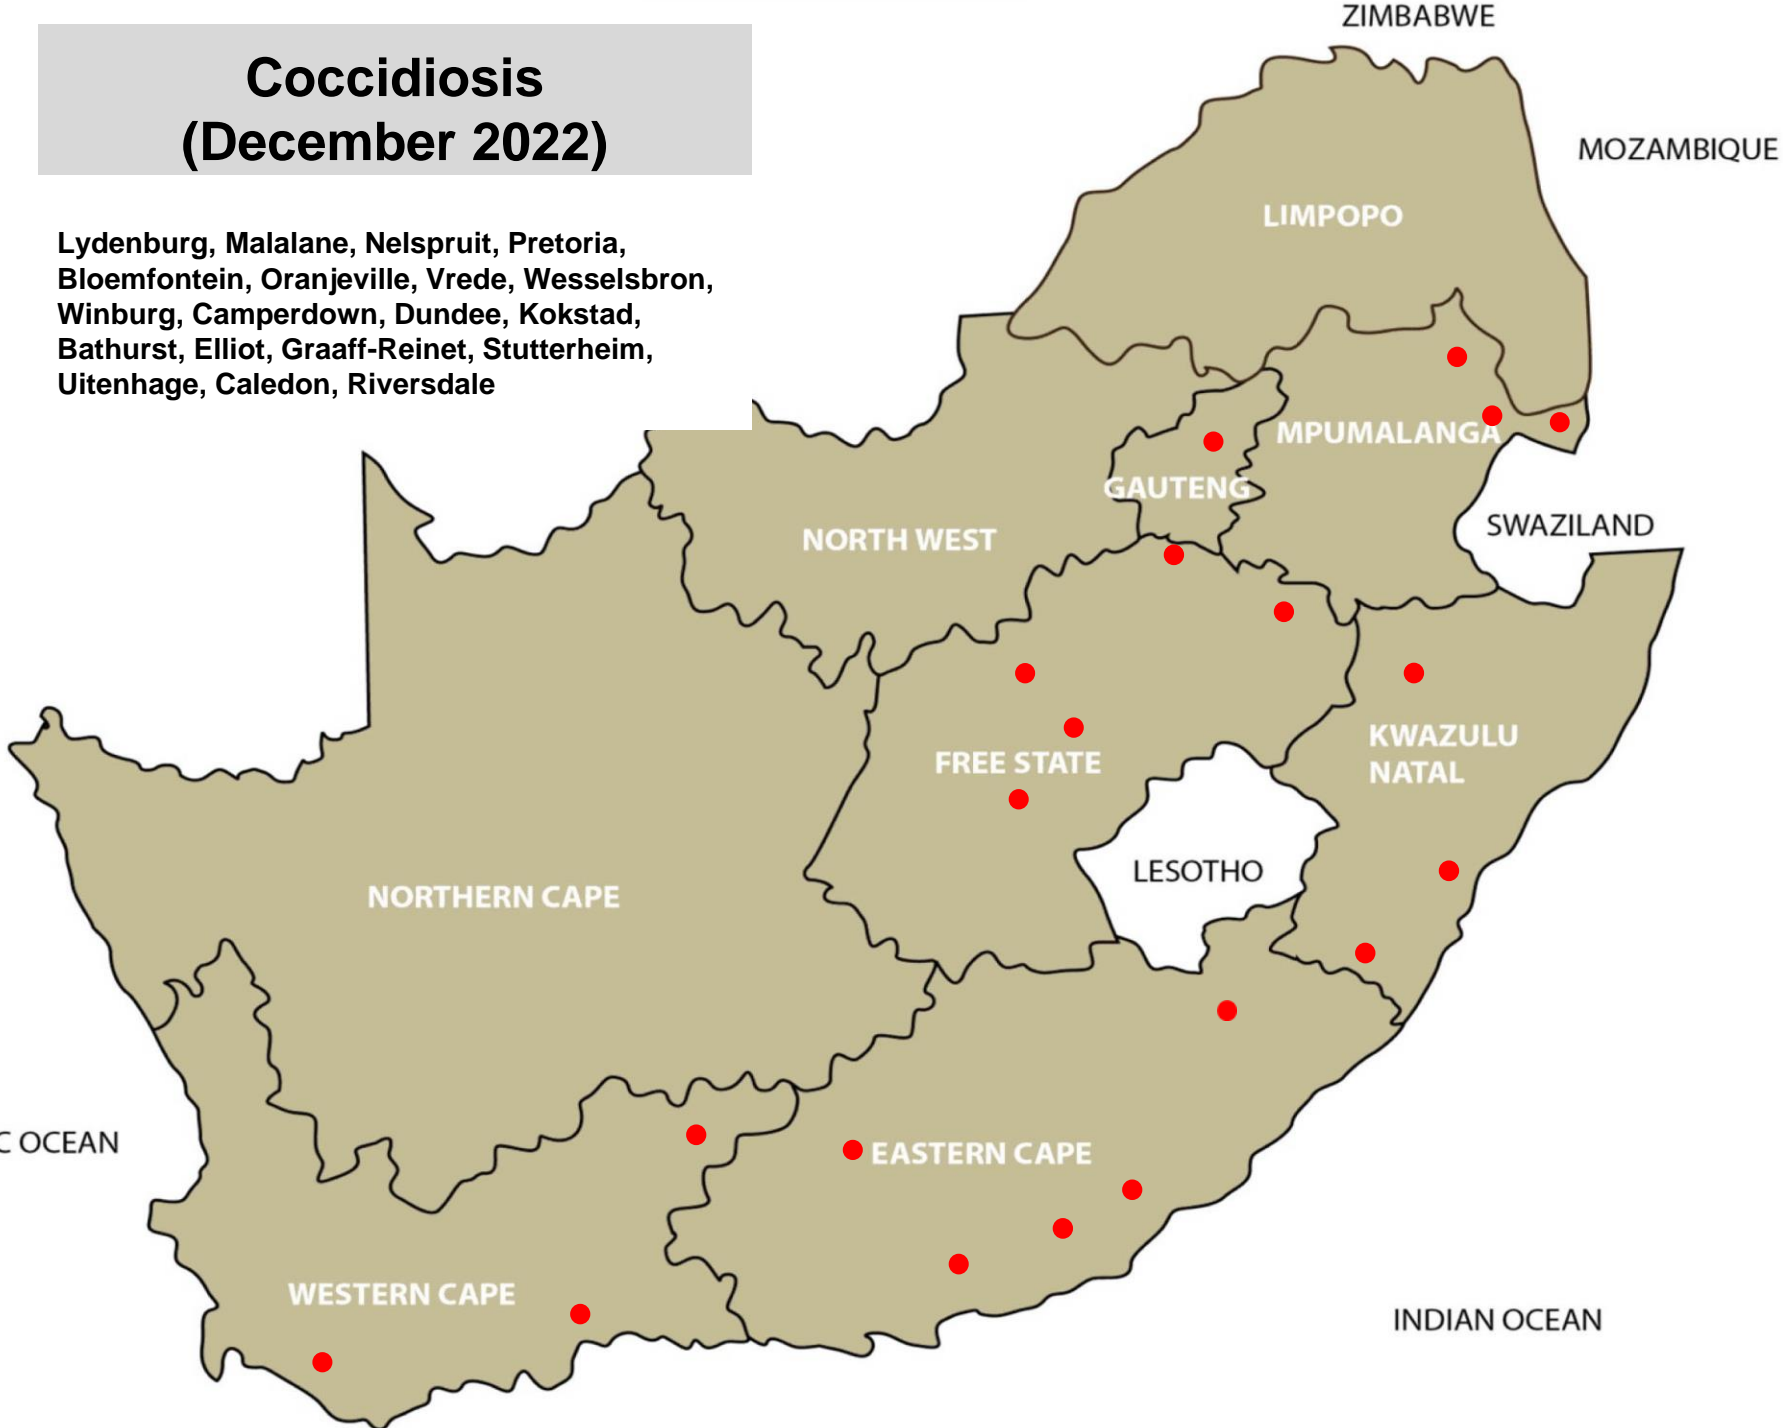 Coccidiosis
(December 2022)
Lydenburg, Malalane, Nelspruit, Pretoria,
Bloemfontein, Oranjeville, Vrede, Wesselsbron,
Winburg, Camperdown, Dundee, Kokstad,
Bathurst, Elliot, Graaff-Reinet, Stutterheim,
Uitenhage, Caledon, Riversdale
ZIMBABWE
MOZAMBIQUE
LIMPOPO
MPUMALANGA
GAUTENG
NORTH WEST
SWAZILAND
KWAZULU
NATAL
FREE STATE
LESOTHO
NORTHERN CAPE
C OCEAN
EASTERN CAPE
WESTERN CAPE
INDIAN OCEAN